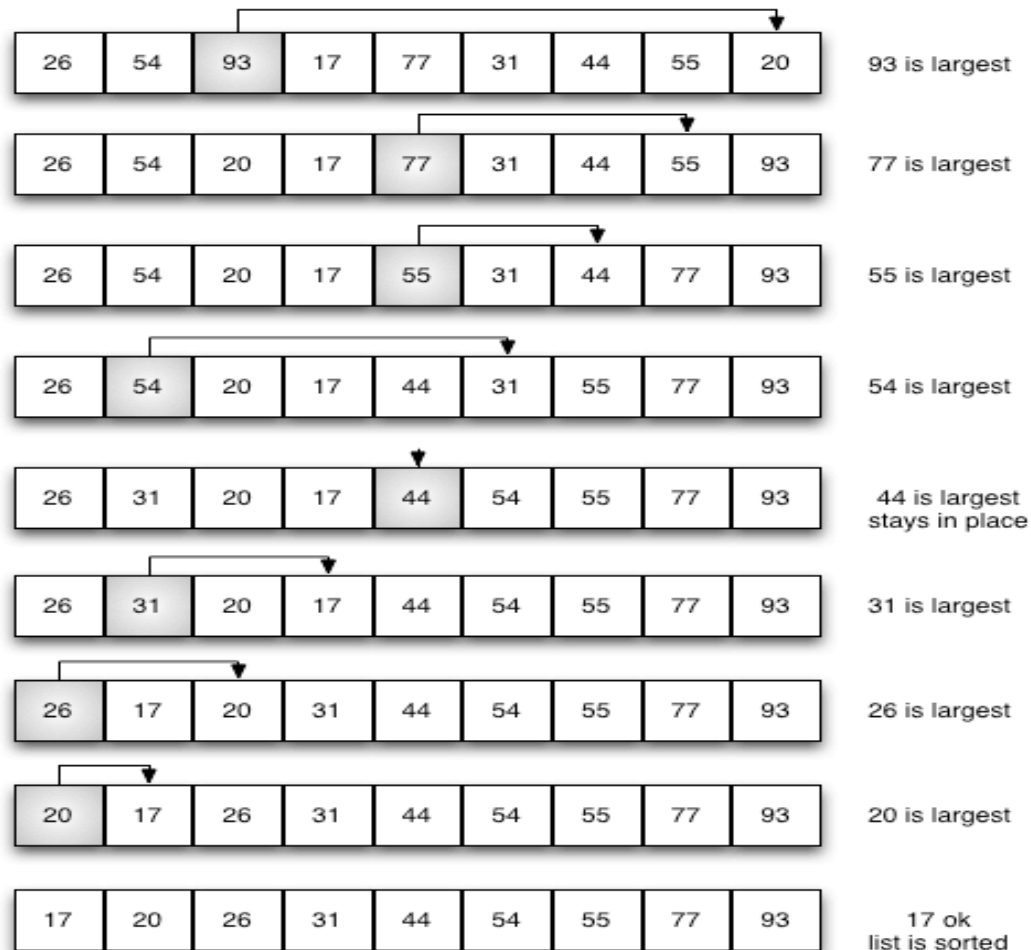 26 54 93 17 77 31 44 55 20 93 is largest
26 54 20 17 77 31 44 55 93 77 is largest
26 54 20 17 55 31 44 77 93 55 is largest
26 54 20 17 44 31 55 77 93 54 is largest
26 31 20 17 44 54 55 77 93 44 is largest
stays in place
26 31 20 17 44 54 55 77 93 31 is largest
26 17 20 31 44 54 55 77 93 26 is largest
20 17 26 31 44 54 55 77 93 20 is largest
17 20 26 31 44 54 55 77 93 17 ok
list is sorted